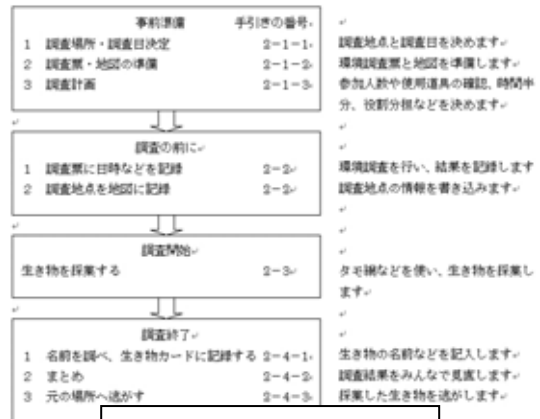 事前準備 手引きの番号
1 調査場所・調査日決定 2-1-1 調査地点と調査日を決めます
2 調査票・地図の準備 2-1-2 環境調査票と地図を準備します
3 調査計画 2-1-3 参加人数や使用道具の確認、時間半
分、役割分担などを決めます
調査の前に
1 調査票に日時などを記録 2-2 環境調査を行い、結果を記録します
2 調査地点を地図に記録 2-2 調査地点の情報を書き込みます
調査開始
生き物を採集する 2-3 タモ網などを使い、生き物を採集し
ます
調査終了
1 名前を調べ、生き物カードに記録する 2-4-1 生き物の名前などを記入します
2 まとめ 2-4-2 調査結果をみんなで見直します
3 元の場所へ逃がす 2-4-3 採集した生き物を逃がします